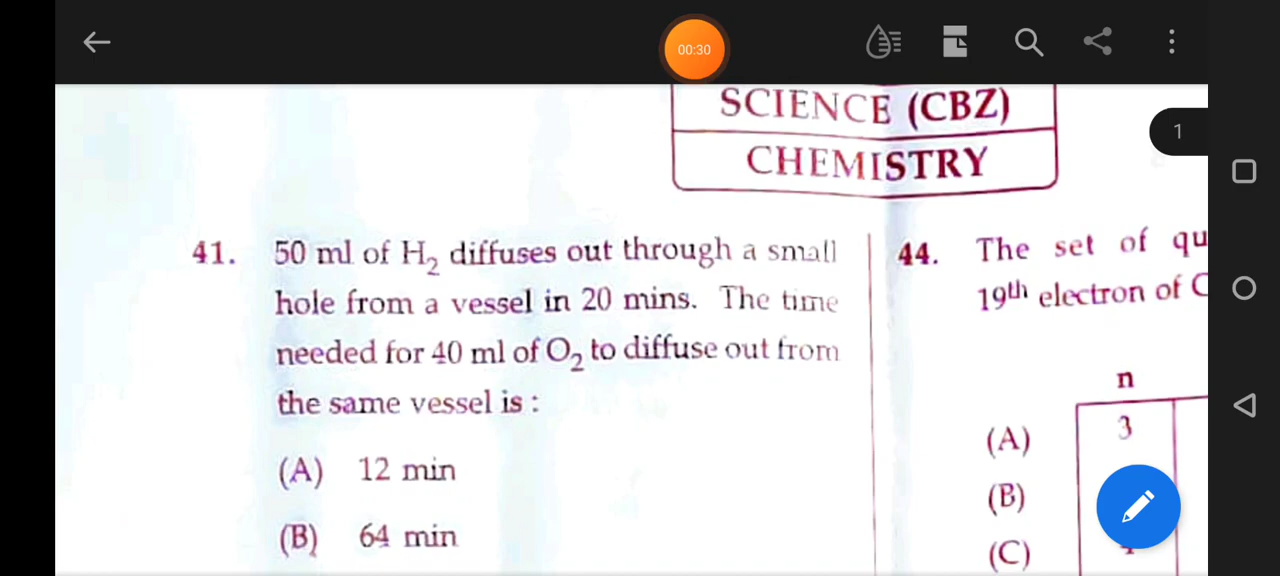 00:30
1
SCIENCE (CBZ)
CHEMISTRY
41. 50 ml of H₂ diffuses out through a small
hole from a vessel in 20 mins. The time
needed for 40 ml of O₂ to diffuse out from
the same vessel is :
(A) 12 min
(B) 64 min
44. The set of qu
19th electron of C
n
(A) 3
(B)
(C)